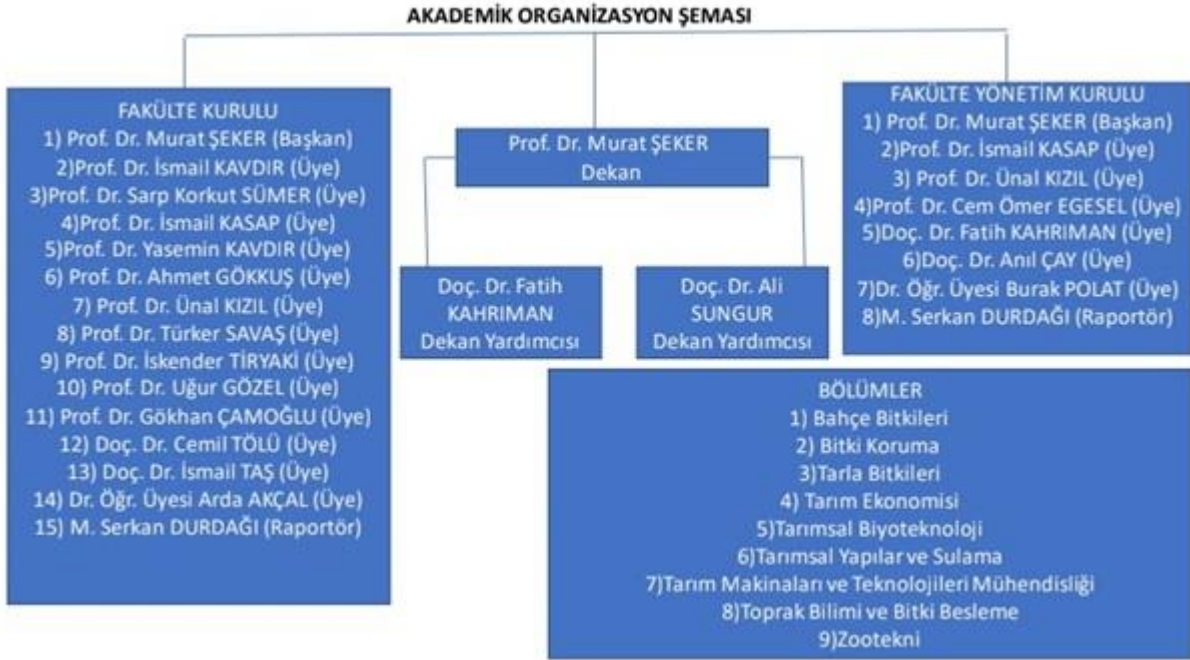 AKADEMİK ORGANİZASYON ŞEMASI
FAKÜLTE KURULU
1) Prof. Dr. Murat ŞEKER (Başkan)
2)Prof. Dr. İsmail KAVDIR (Üye)
3)Prof. Dr. Sarp Korkut SÜMER (Üye)
4)Prof. Dr. İsmail KASAP (Üye)
5)Prof. Dr. Yasemin KAVDIR (Üye)
6) Prof. Dr. Ahmet GÖKKUŞ (Üye)
7) Prof. Dr. Ünal KIZIL (Üye)
8) Prof. Dr. Türker SAVAŞ (Üye)
9) Prof. Dr. İskender TİRYAKİ (Üye)
10) Prof. Dr. Uğur GÖZEL (Üye)
11) Prof. Dr. Gökhan ÇAMOĞLU (Üye)
12) Doç. Dr. Cemil TÖLÜ (Üye)
13) Doç. Dr. İsmail TAŞ (Üye)
14) Dr. Öğr. Üyesi Arda AKÇAL (Üye)
15) M. Serkan DURDAĞI (Raportör)
Prof. Dr. Murat ŞEKER
Dekan
Doç. Dr. Fatih
KAHRIMAN
Dekan Yardımcısı
Doç. Dr. Ali
SUNGUR
Dekan Yardımcısı
FAKÜLTE YÖNETİM KURULU
1) Prof. Dr. Murat ŞEKER (Başkan)
2)Prof. Dr. İsmail KASAP (Üye)
3) Prof. Dr. Ünal KIZIL (Üye)
4)Prof. Dr. Cem Ömer EGESEL (Üye)
5)Doç. Dr. Fatih KAHRIMAN (Üye)
6)Doç. Dr. Anıl ÇAY (Üye)
7)Dr. Öğr. Üyesi Burak POLAT (Üye)
8)M. Serkan DURDAĞI (Raportör)
BÖLÜMLER
1) Bahçe Bitkileri
2) Bitki Koruma
3)Tarla Bitkileri
4) Tarım Ekonomisi
5)Tarımsal Biyoteknoloji
6)Tarımsal Yapılar ve Sulama
7)Tarım Makinaları ve Teknolojileri Mühendisliği
8)Toprak Bilimi ve Bitki Besleme
9)Zootekni